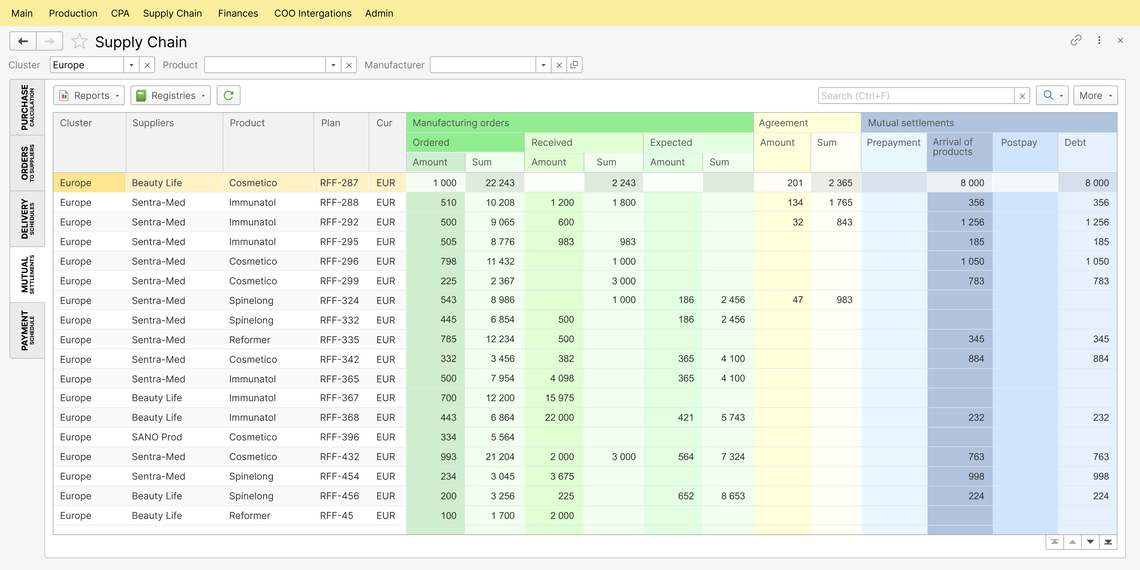 Main Production CPA Supply Chain Finances COO Intergations Admin
Supply Chain
Cluster Europe Product Manufacturer
PURCHASE
CALCULATION
ORDERS
TO SUPPLIERS
DELIVERY
SCHEDULES
MUTUAL
SETTLEMENTS
PAYMENT
SCHEDULE
Reports Registries Search (Ctrl+F) More
Cluster Suppliers Product Plan Cur Manufacturing orders Agreement Mutual settlements
Ordered Received Expected Amount Sum Prepayment Arrival of products Postpay Debt
Amount Sum Amount Sum Amount Sum
Europe Beauty Life Cosmetico RFF-287 EUR 1 000 22 243 2 243 201 2 365 8 000 8 000
Europe Sentra-Med Immunatol RFF-288 EUR 510 10 208 1 200 1 800 134 1 765 356 356
Europe Sentra-Med Immunatol RFF-292 EUR 500 9 065 600 32 843 1 256 1 256
Europe Sentra-Med Immunatol RFF-295 EUR 505 8 776 983 983 185 185
Europe Sentra-Med Cosmetico RFF-296 EUR 798 11 432 1 000 1 050 1 050
Europe Sentra-Med Cosmetico RFF-299 EUR 225 2 367 3 000 783 783
Europe Sentra-Med Spinelong RFF-324 EUR 543 8 986 1 000 186 2 456 47 983
Europe Sentra-Med Spinelong RFF-332 EUR 445 6 854 500 186 2 456
Europe Sentra-Med Reformer RFF-335 EUR 785 12 234 500 345 345
Europe Sentra-Med Cosmetico RFF-342 EUR 332 3 456 382 365 4 100 884 884
Europe Sentra-Med Immunatol RFF-365 EUR 500 7 954 4 098 365 4 100
Europe Beauty Life Immunatol RFF-367 EUR 700 12 200 15 975
Europe Beauty Life Immunatol RFF-368 EUR 443 6 864 22 000 421 5 743 232 232
Europe SANO Prod Cosmetico RFF-396 EUR 334 5 564
Europe Sentra-Med Cosmetico RFF-432 EUR 993 21 204 2 000 3 000 564 7 324 763 763
Europe Sentra-Med Spinelong RFF-454 EUR 234 3 045 3 675 998 998
Europe Beauty Life Spinelong RFF-456 EUR 200 3 256 225 652 8 653 224 224
Europe Beauty Life Reformer RFF-45 EUR 100 1 700 2 000